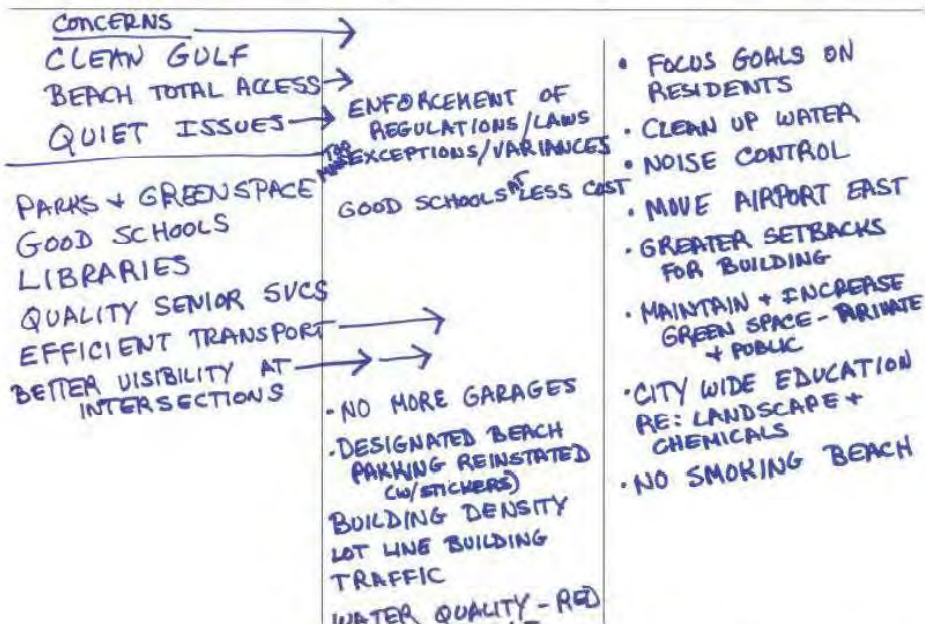 CONCERNS
CLEAN GULF
BEACH TOTAL ACCESS
QUIET ISSUES
PARKS + GREENSPACE
GOOD SCHOOLS
LIBRARIES
QUALITY SENIOR SVCS
EFFICIENT TRANSPORT
BETTER VISIBILITY AT
INTERSECTIONS
ENFORCEMENT OF
REGULATIONS/LAWS
TOO MANY EXCEPTIONS/VARIANCES
GOOD SCHOOLS AT LESS COST
• NO MORE GARAGES
• DESIGNATED BEACH
PARKING REINSTATED
(W/STICKERS)
BUILDING DENSITY
LOT LINE BUILDING
TRAFFIC
WATER QUALITY - RED
• FOCUS GOALS ON
RESIDENTS
• CLEAN UP WATER
• NOISE CONTROL
• MOVE AIRPORT EAST
• GREATER SETBACKS
FOR BUILDING
• MAINTAIN + INCREASE
GREEN SPACE - PRIVATE
+ PUBLIC
• CITY WIDE EDUCATION
RE: LANDSCAPE +
CHEMICALS
• NO SMOKING BEACH